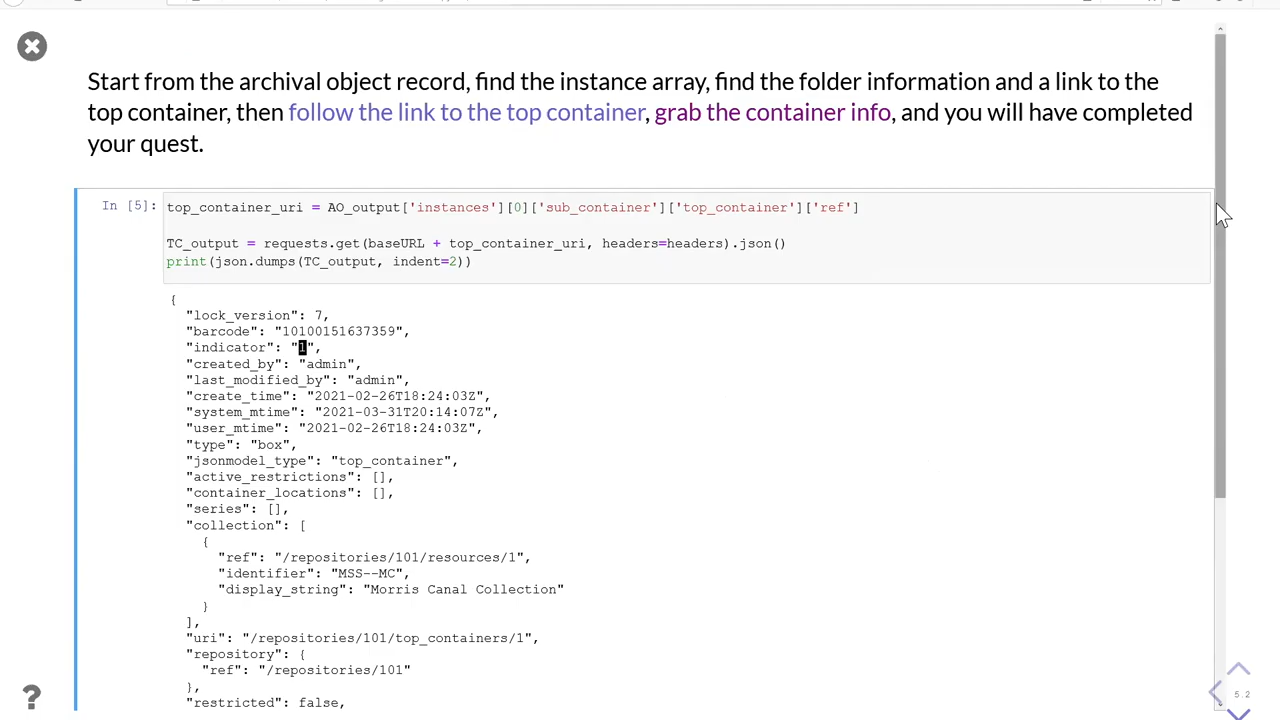 Start from the archival object record, find the instance array, find the folder information and a link to the
top container, then follow the link to the top container, grab the container info, and you will have completed
your quest.
In [5]:
top_container_uri = AO_output['instances'][0]['sub_container']['top_container']['ref']
TC_output = requests.get(baseURL + top_container_uri, headers=headers).json()
print(json.dumps(TC_output, indent=2))
{
"lock_version": 7,
"barcode": "10100151637359",
"indicator": "1",
"created_by": "admin",
"last_modified_by": "admin",
"create_time": "2021-02-26T18:24:03Z",
"system_mtime": "2021-03-31T20:14:07Z",
"user_mtime": "2021-02-26T18:24:03Z",
"type": "box",
"jsonmodel_type": "top_container",
"active_restrictions": [],
"container_locations": [],
"series": [],
"collection": [
{
"ref": "/repositories/101/resources/1",
"identifier": "MSS--MC",
"display_string": "Morris Canal Collection"
}
],
"uri": "/repositories/101/top_containers/1",
"repository": {
"ref": "/repositories/101"
},
"restricted": false,
?
5.2